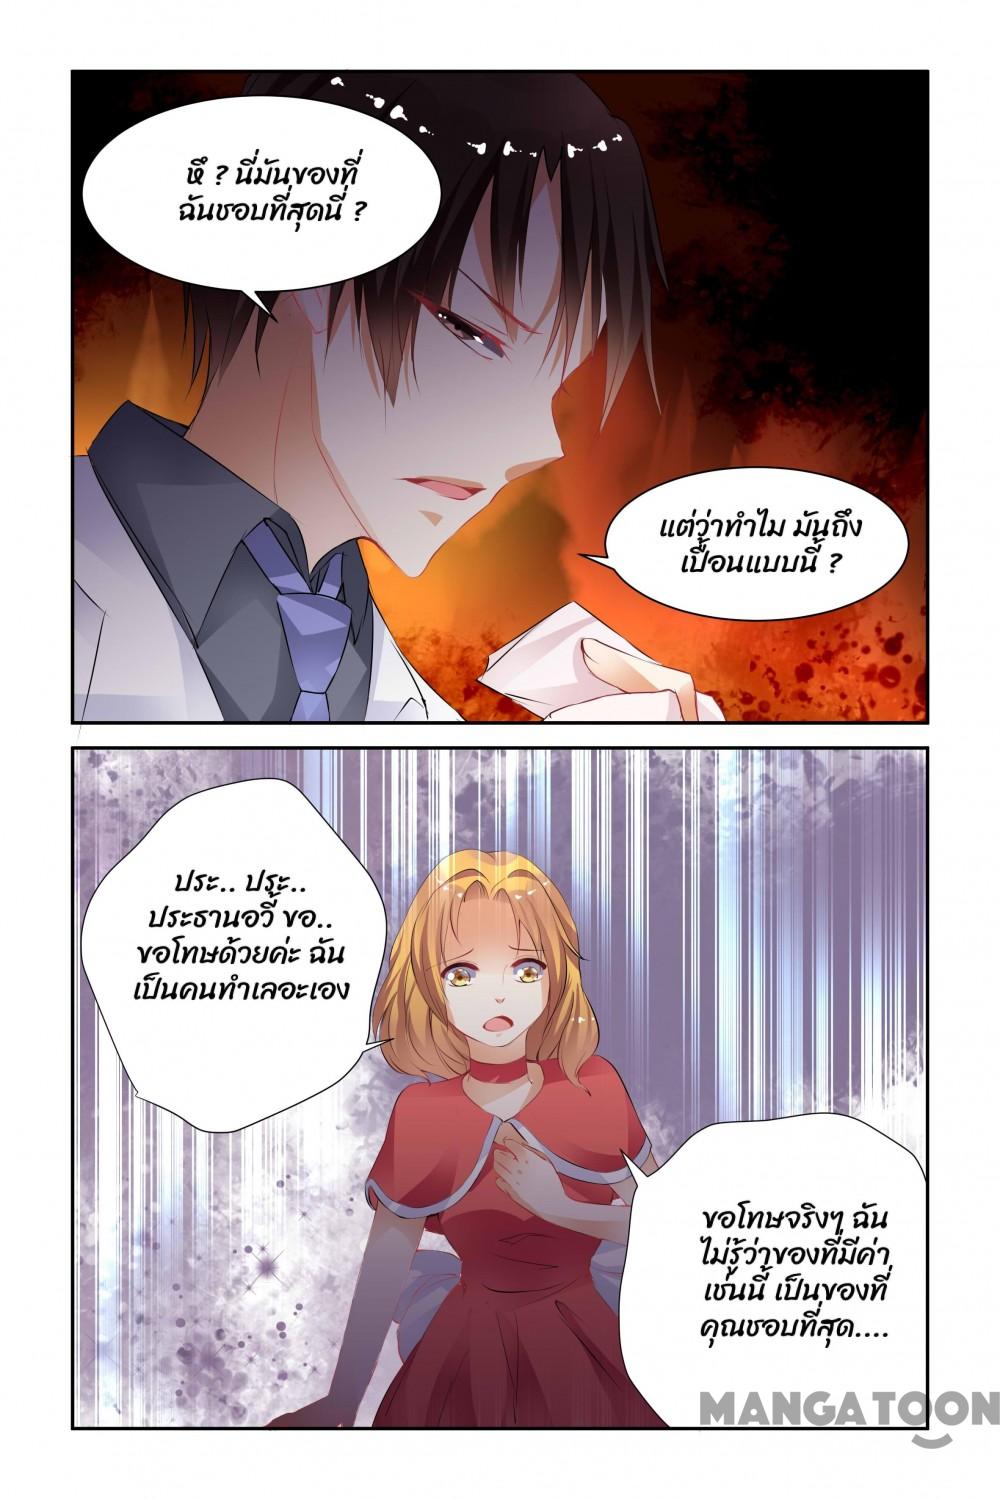 หึ ? นี่มันของที่
ฉันชอบที่สุดนี่ ?
แต่ว่าทำไม มันถึง
เปื้อนแบบนี้ ?
ประ.. ประ..
ประธานอวี้ ขอ..
ขอโทษด้วยค่ะ ฉัน
เป็นคนทำเลอะเอง
ขอโทษจริงๆ ฉัน
ไม่รู้ว่าของที่มีค่า
เช่นนี้ เป็นของที่
คุณชอบที่สุด....
MANGATOON